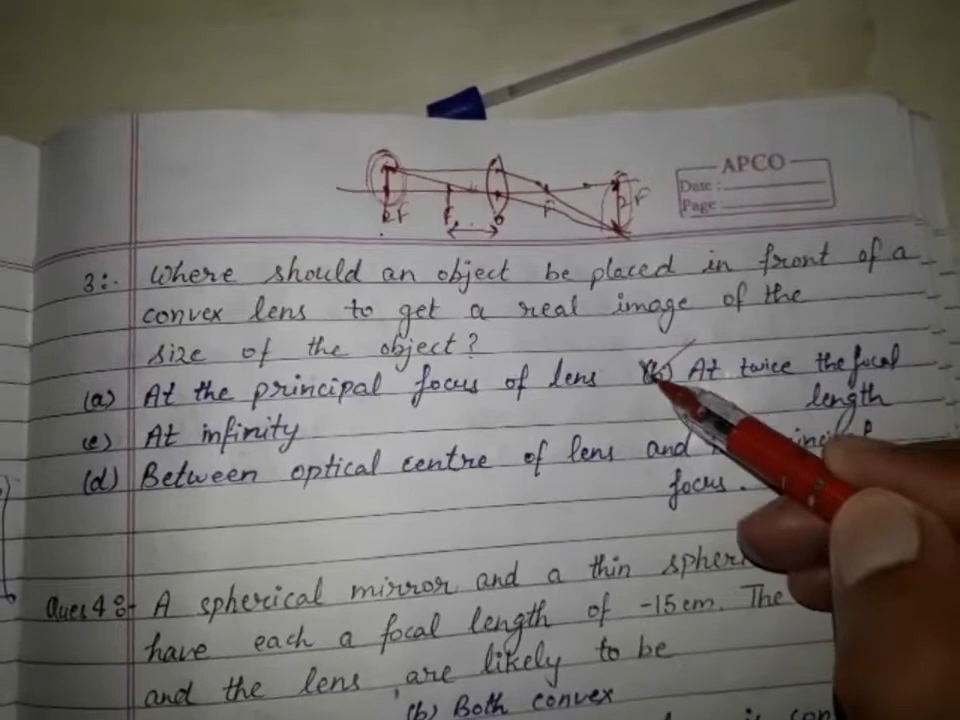 APCO
Date :
Page :
2F F O F 2F
3:- Where should an object be placed in front of a
convex lens to get a real image of the
size of the object?
(a) At the principal focus of lens (b) At twice the focal
length
(c) At infinity
(d) Between optical centre of lens and
focus.
Ques 4:- A spherical mirror and a thin spheri
have each a focal length of -15 cm. The
and the lens are likely to be
(b) Both convex